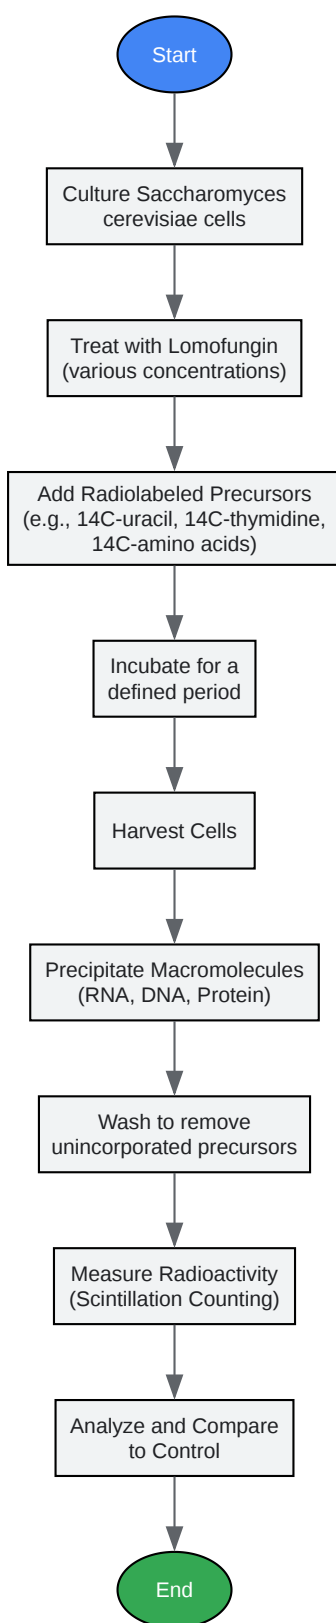 Start
Culture Saccharomyces
cerevisiae cells
Treat with Lomofungin
(various concentrations)
Add Radiolabeled Precursors
(e.g., 14C-uracil, 14C-thymidine,
14C-amino acids)
Incubate for a
defined period
Harvest Cells
Precipitate Macromolecules
(RNA, DNA, Protein)
Wash to remove
unincorporated precursors
Measure Radioactivity
(Scintillation Counting)
Analyze and Compare
to Control
End